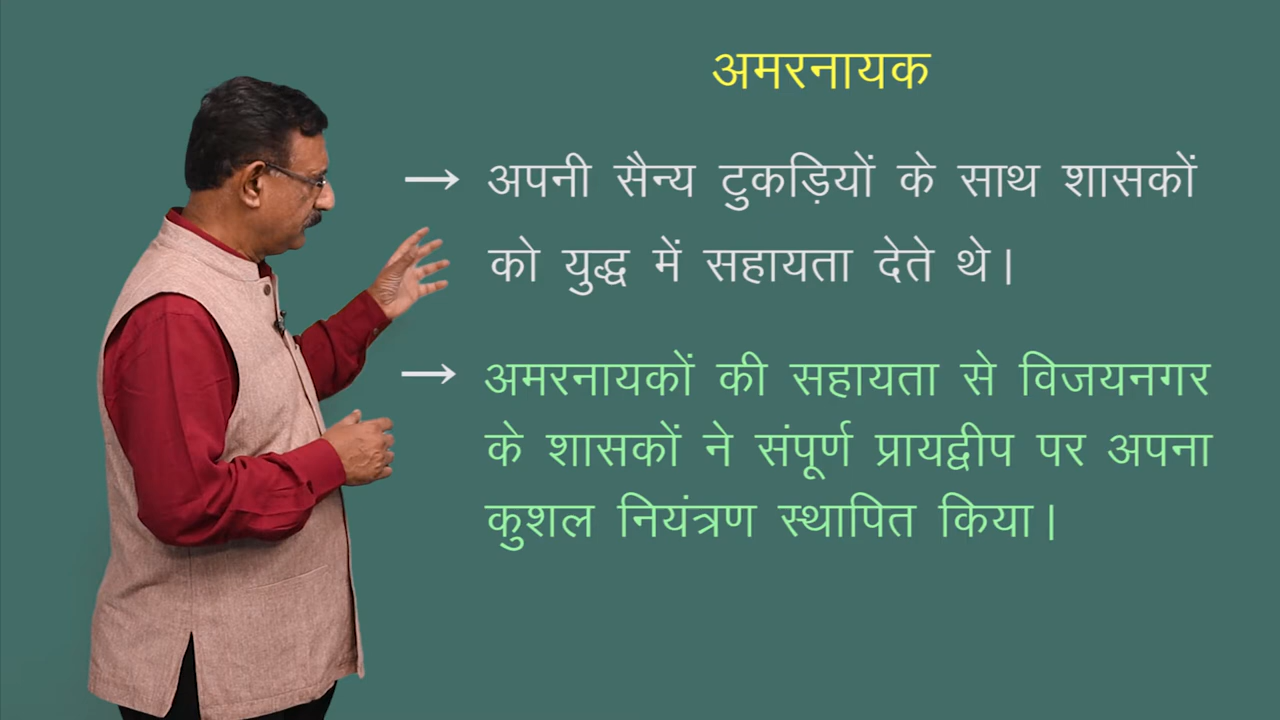 अमरनायक
→ अपनी सैन्य टुकड़ियों के साथ शासकों
को युद्ध में सहायता देते थे।
→ अमरनायकों की सहायता से विजयनगर
के शासकों ने संपूर्ण प्रायद्वीप पर अपना
कुशल नियंत्रण स्थापित किया।